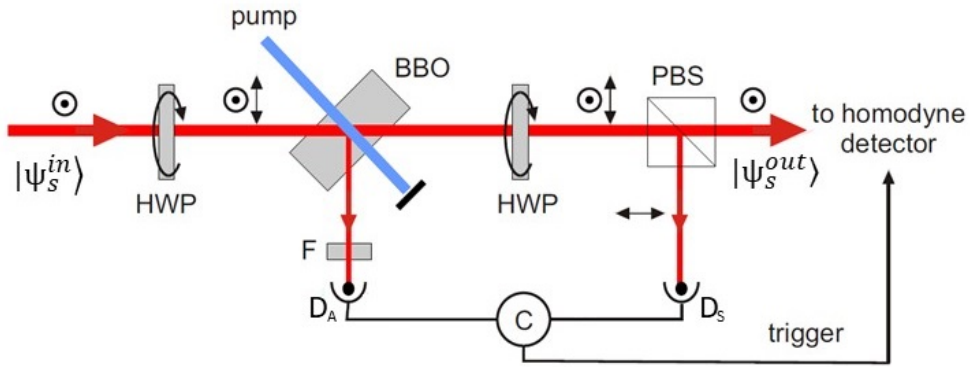 pump
BBO
PBS
to homodyne
detector
|Ψ_s^{in}⟩
HWP
HWP
|Ψ_s^{out}⟩
F
D_A
C
D_S
trigger